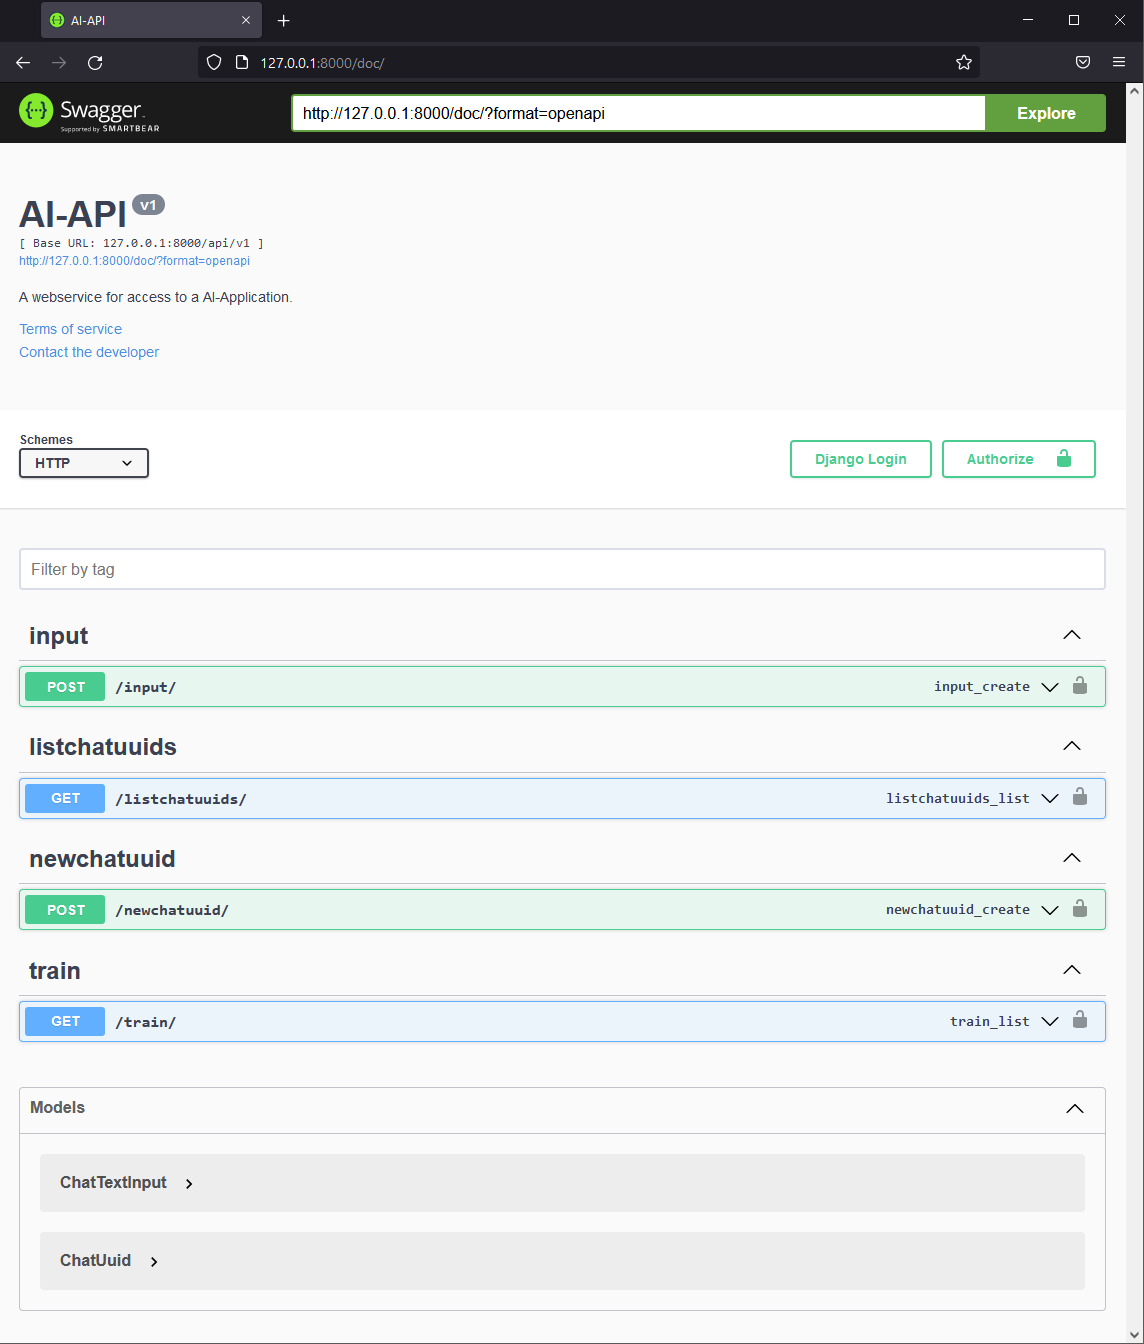 AI-API
127.0.0.1:8000/doc/
Swagger.
Supported by SMARTBEAR
http://127.0.0.1:8000/doc/?format=openapi
Explore
AI-API v1
[ Base URL: 127.0.0.1:8000/api/v1 ]
http://127.0.0.1:8000/doc/?format=openapi
A webservice for access to a AI-Application.
Terms of service
Contact the developer
Schemes
HTTP
Django Login
Authorize
Filter by tag
input
POST /input/ input_create
listchatuuids
GET /listchatuuids/ listchatuuids_list
newchatuuid
POST /newchatuuid/ newchatuuid_create
train
GET /train/ train_list
Models
ChatTextInput
ChatUuid